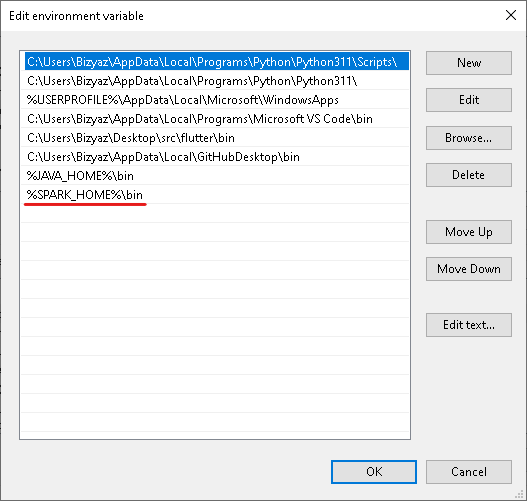 Edit environment variable
C:\Users\Bizyaz\AppData\Local\Programs\Python\Python311\Scripts\
C:\Users\Bizyaz\AppData\Local\Programs\Python\Python311\
%USERPROFILE%\AppData\Local\Microsoft\WindowsApps
C:\Users\Bizyaz\AppData\Local\Programs\Microsoft VS Code\bin
C:\Users\Bizyaz\Desktop\src\flutter\bin
C:\Users\Bizyaz\AppData\Local\GitHubDesktop\bin
%JAVA_HOME%\bin
%SPARK_HOME%\bin
New
Edit
Browse...
Delete
Move Up
Move Down
Edit text...
OK
Cancel